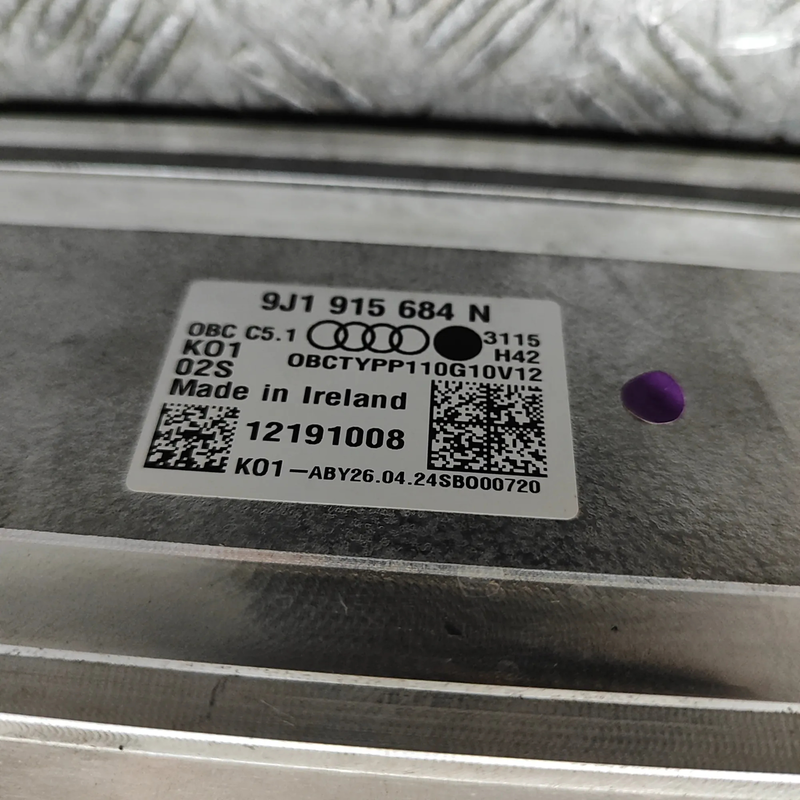 9J1 915 684 N
OBC C5.1 3115
K01 H42
02S OBCTYPP110G10V12
Made in Ireland
12191008
K01-ABY26.04.24SB000720